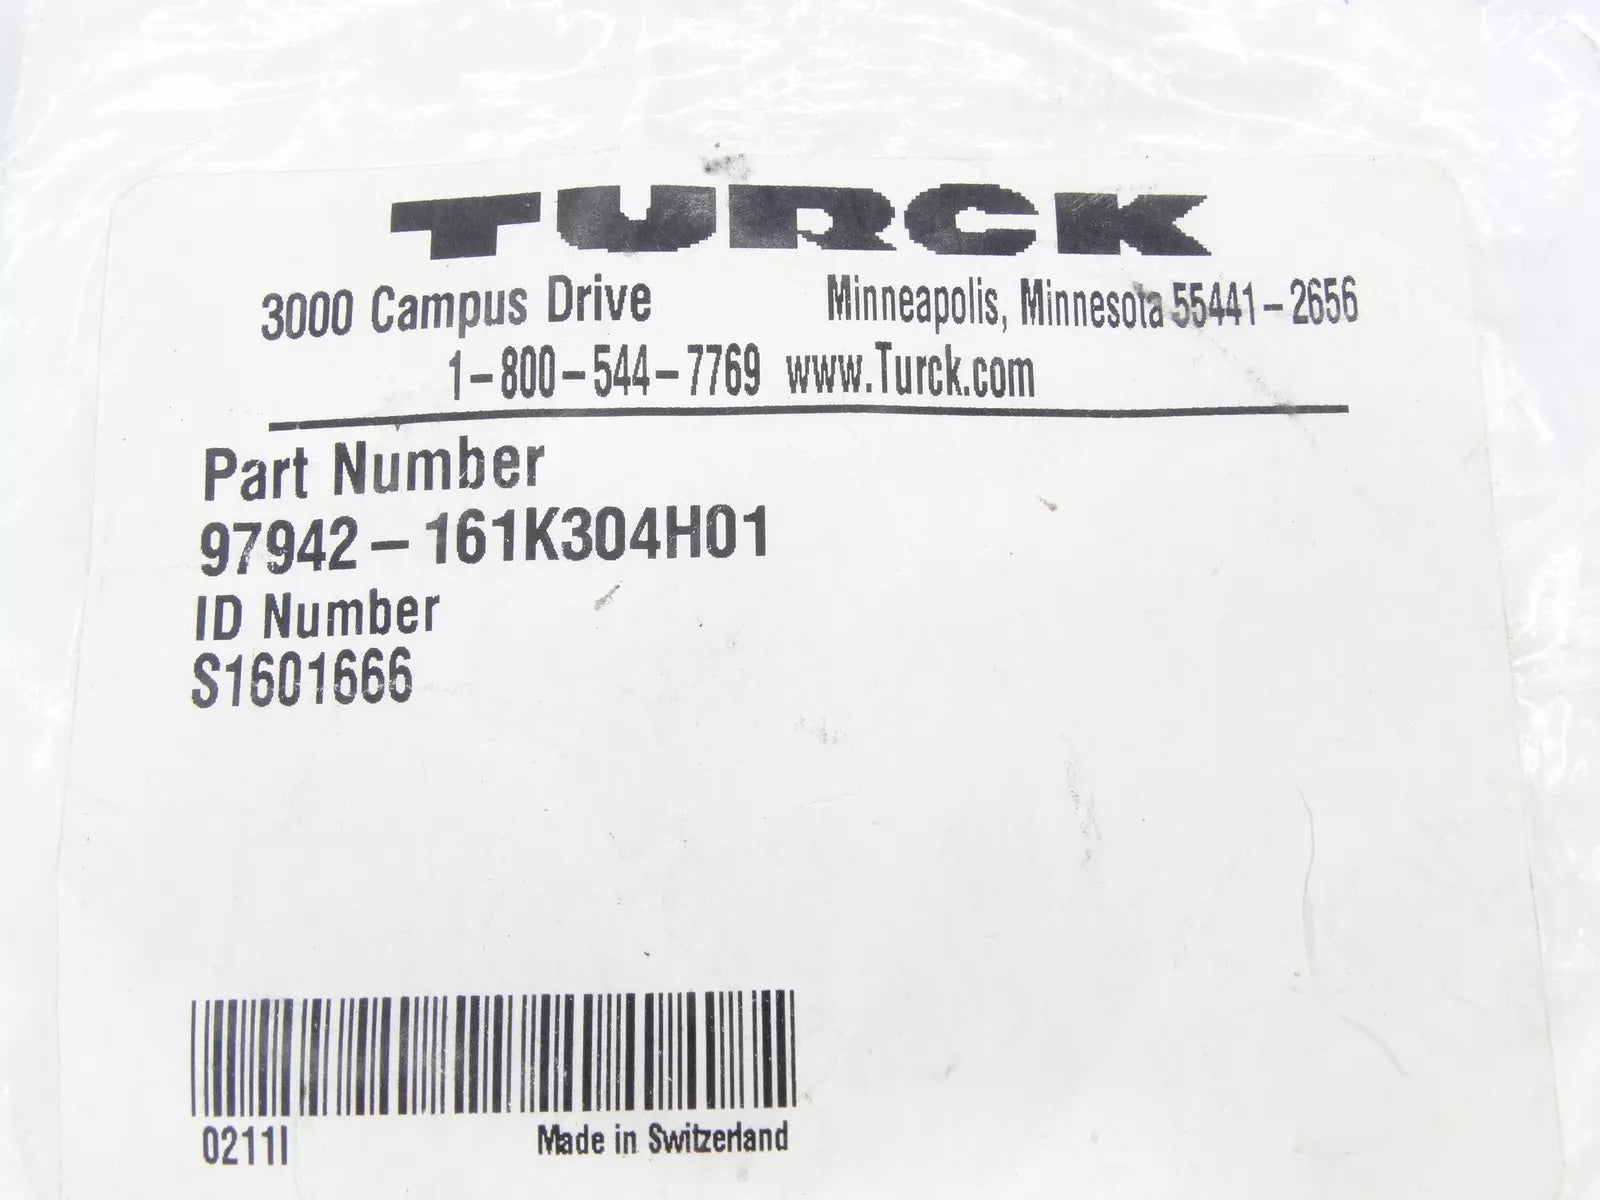 TURCK
3000 Campus Drive Minneapolis, Minnesota 55441-2656
1-800-544-7769 www.Turck.com
Part Number
97942-161K304H01
ID Number
S1601666
0211I Made in Switzerland